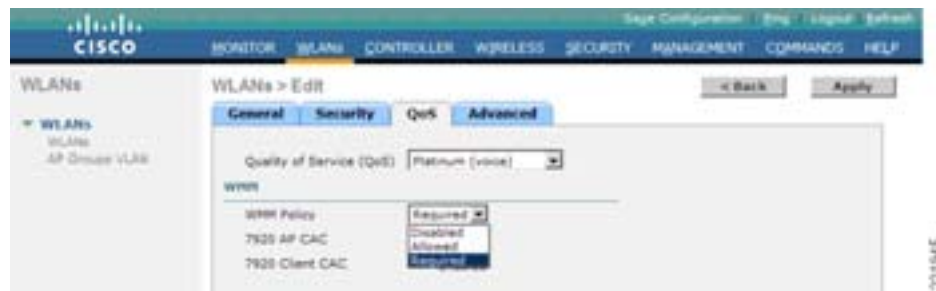 Save Configuration | Ping | Logout | Refresh
CISCO
MONITOR WLANs CONTROLLER WIRELESS SECURITY MANAGEMENT COMMANDS HELP
WLANs
WLANs > Edit
< Back
Apply
General Security QoS Advanced
WLANs
WLANs
AP Groups VLAN
Quality of Service (QoS) Platinum (voice)
WMM
WMM Policy Required
7920 AP CAC
Disabled
Allowed
7920 Client CAC
Required